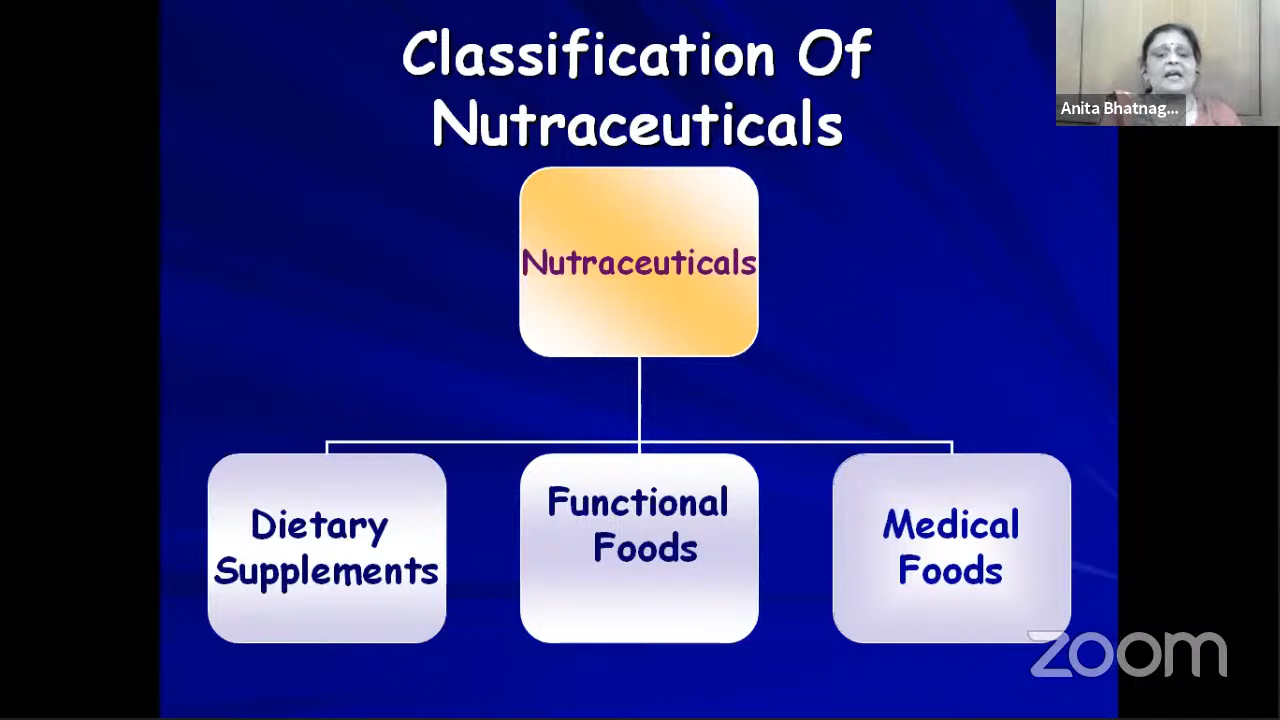 Classification Of
Nutraceuticals
Anita Bhatnag...
Nutraceuticals
Dietary
Supplements
Functional
Foods
Medical
Foods
zoom